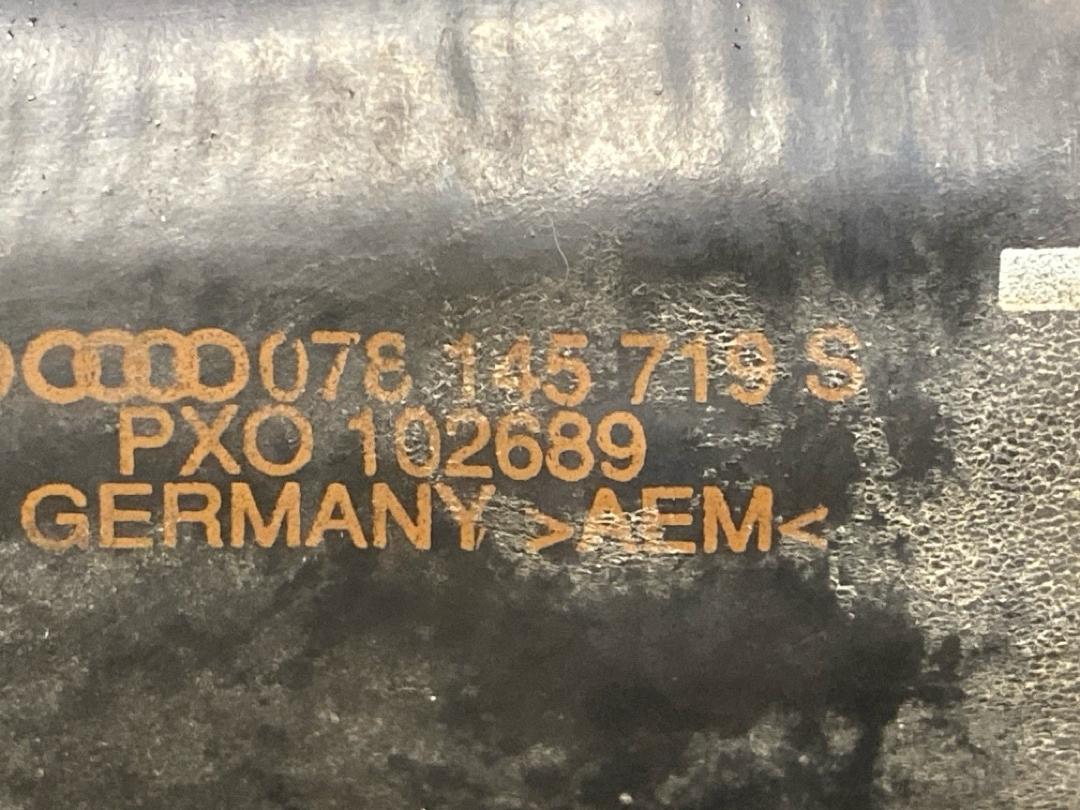 078 145 719 S
PXO 102689
GERMANY >AEM<